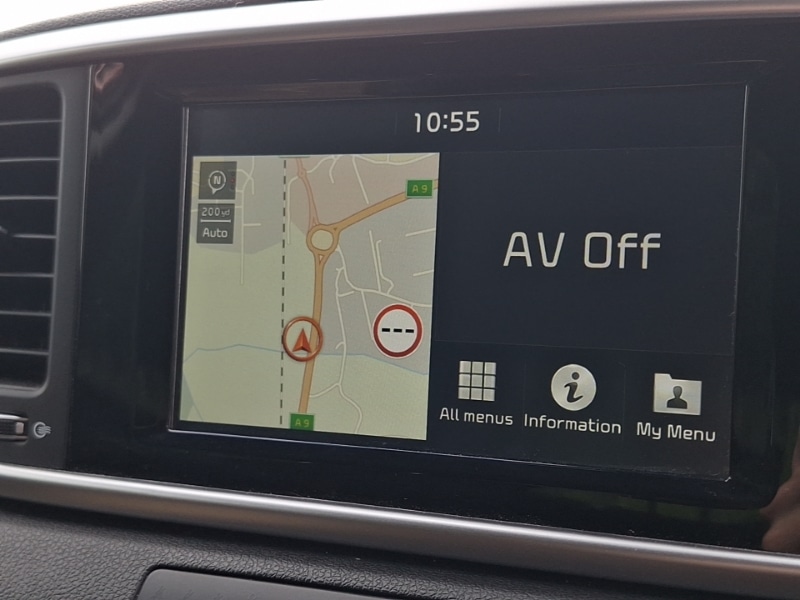 10:55
N
200 yd
Auto
A 9
A 9
---
AV Off
All menus
Information
My Menu